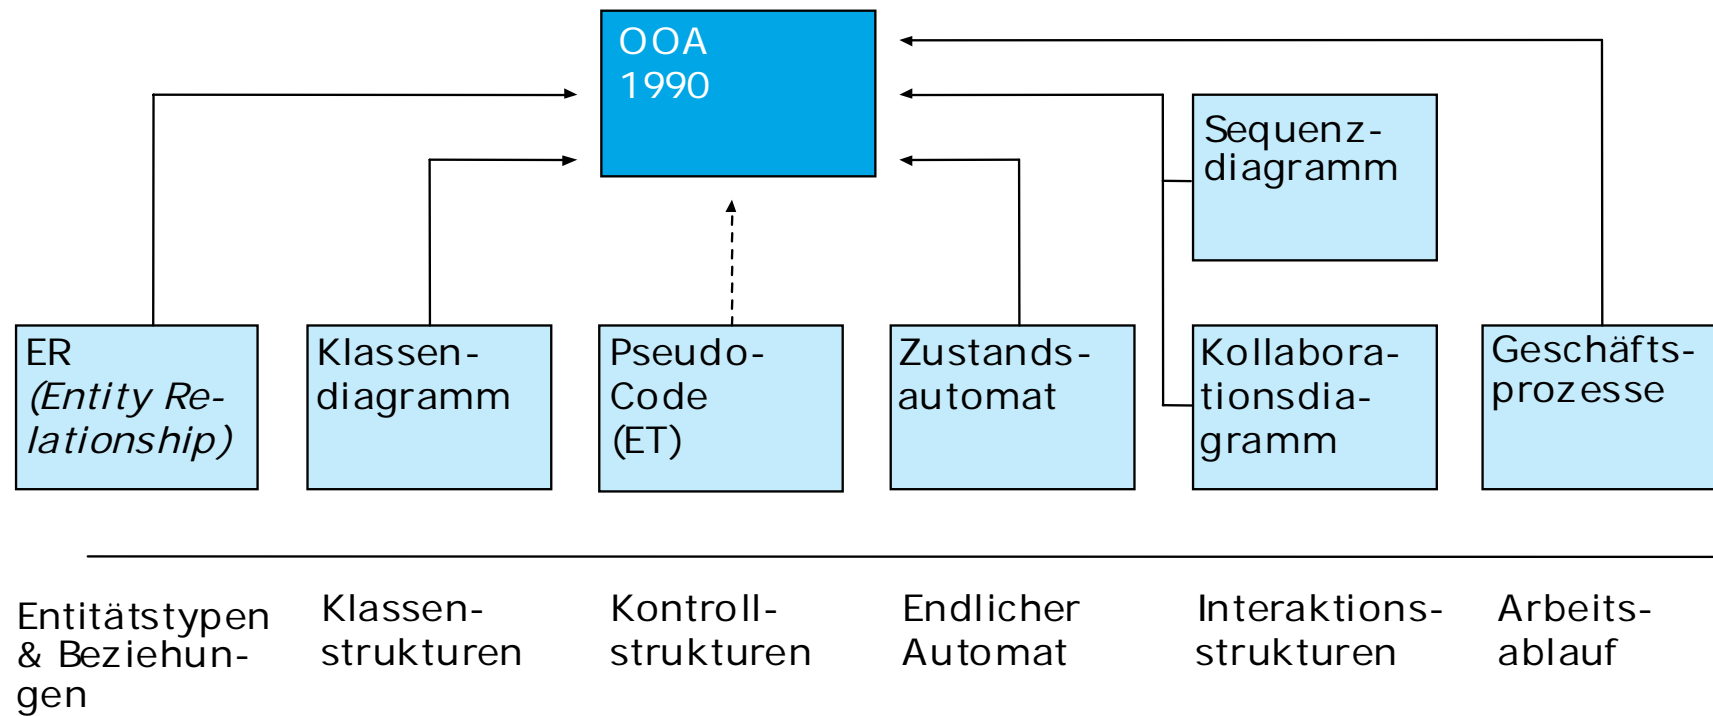 OOA
1990
Sequenz-
diagramm
ER
(Entity Re-
lationship)
Klassen-
diagramm
Pseudo-
Code
(ET)
Zustands-
automat
Kollabora-
tionsdia-
gramm
Geschäfts-
prozesse
Entitätstypen
& Beziehun-
gen
Klassen-
strukturen
Kontroll-
strukturen
Endlicher
Automat
Interaktions-
strukturen
Arbeits-
ablauf